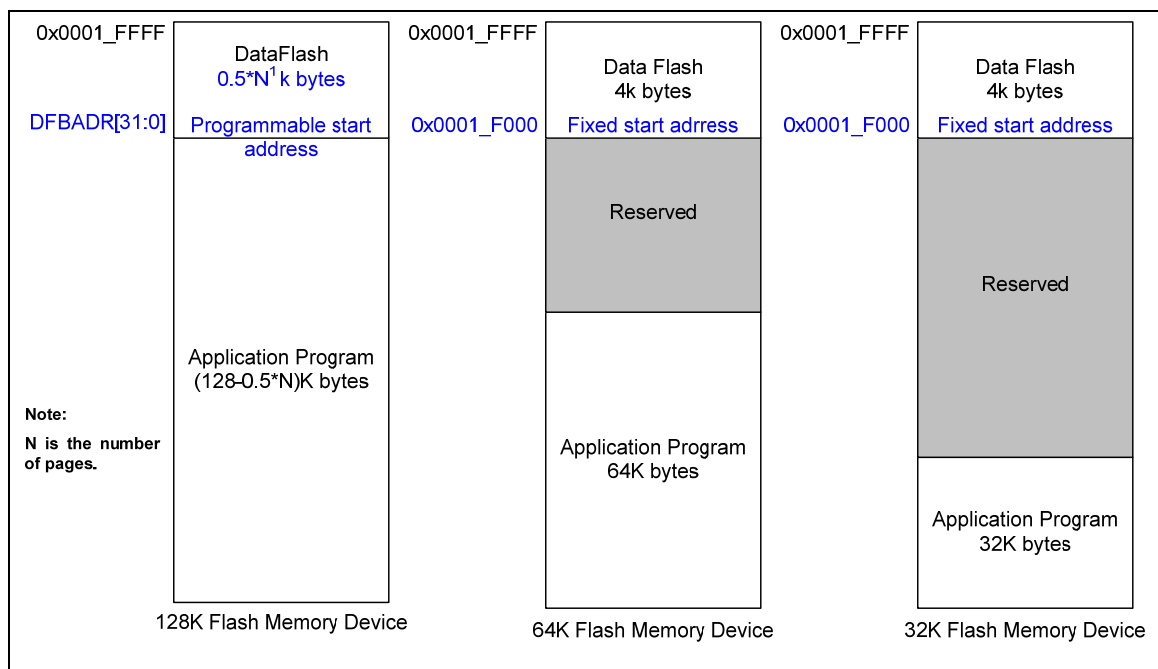 0x0001_FFFF
DataFlash
0.5*N1 k bytes
DFBADR[31:0]
Programmable start
address
Application Program
(128-0.5*N)K bytes
Note:
N is the number
of pages.
128K Flash Memory Device
0x0001_FFFF
Data Flash
4k bytes
0x0001_F000
Fixed start adrress
Reserved
Application Program
64K bytes
64K Flash Memory Device
0x0001_FFFF
Data Flash
4k bytes
0x0001_F000
Fixed start address
Reserved
Application Program
32K bytes
32K Flash Memory Device